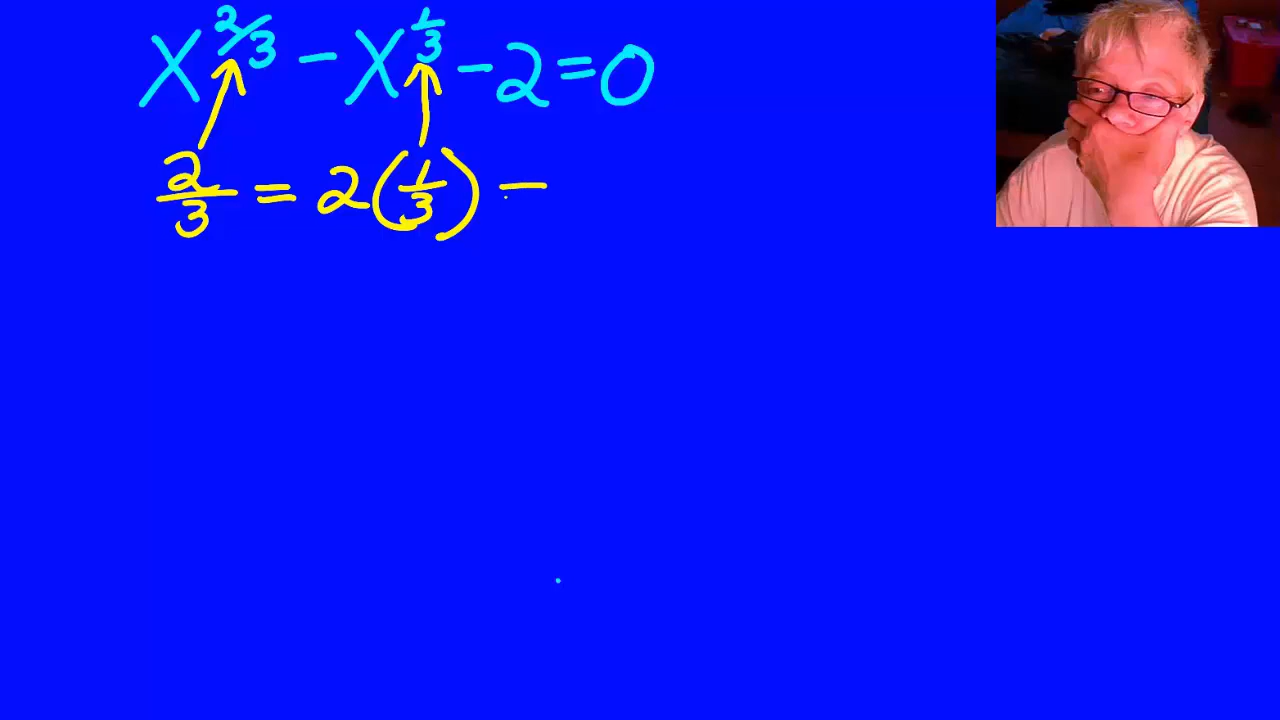 x^{2/3} - x^{1/3} - 2 = 0
2/3 = 2(1/3) -